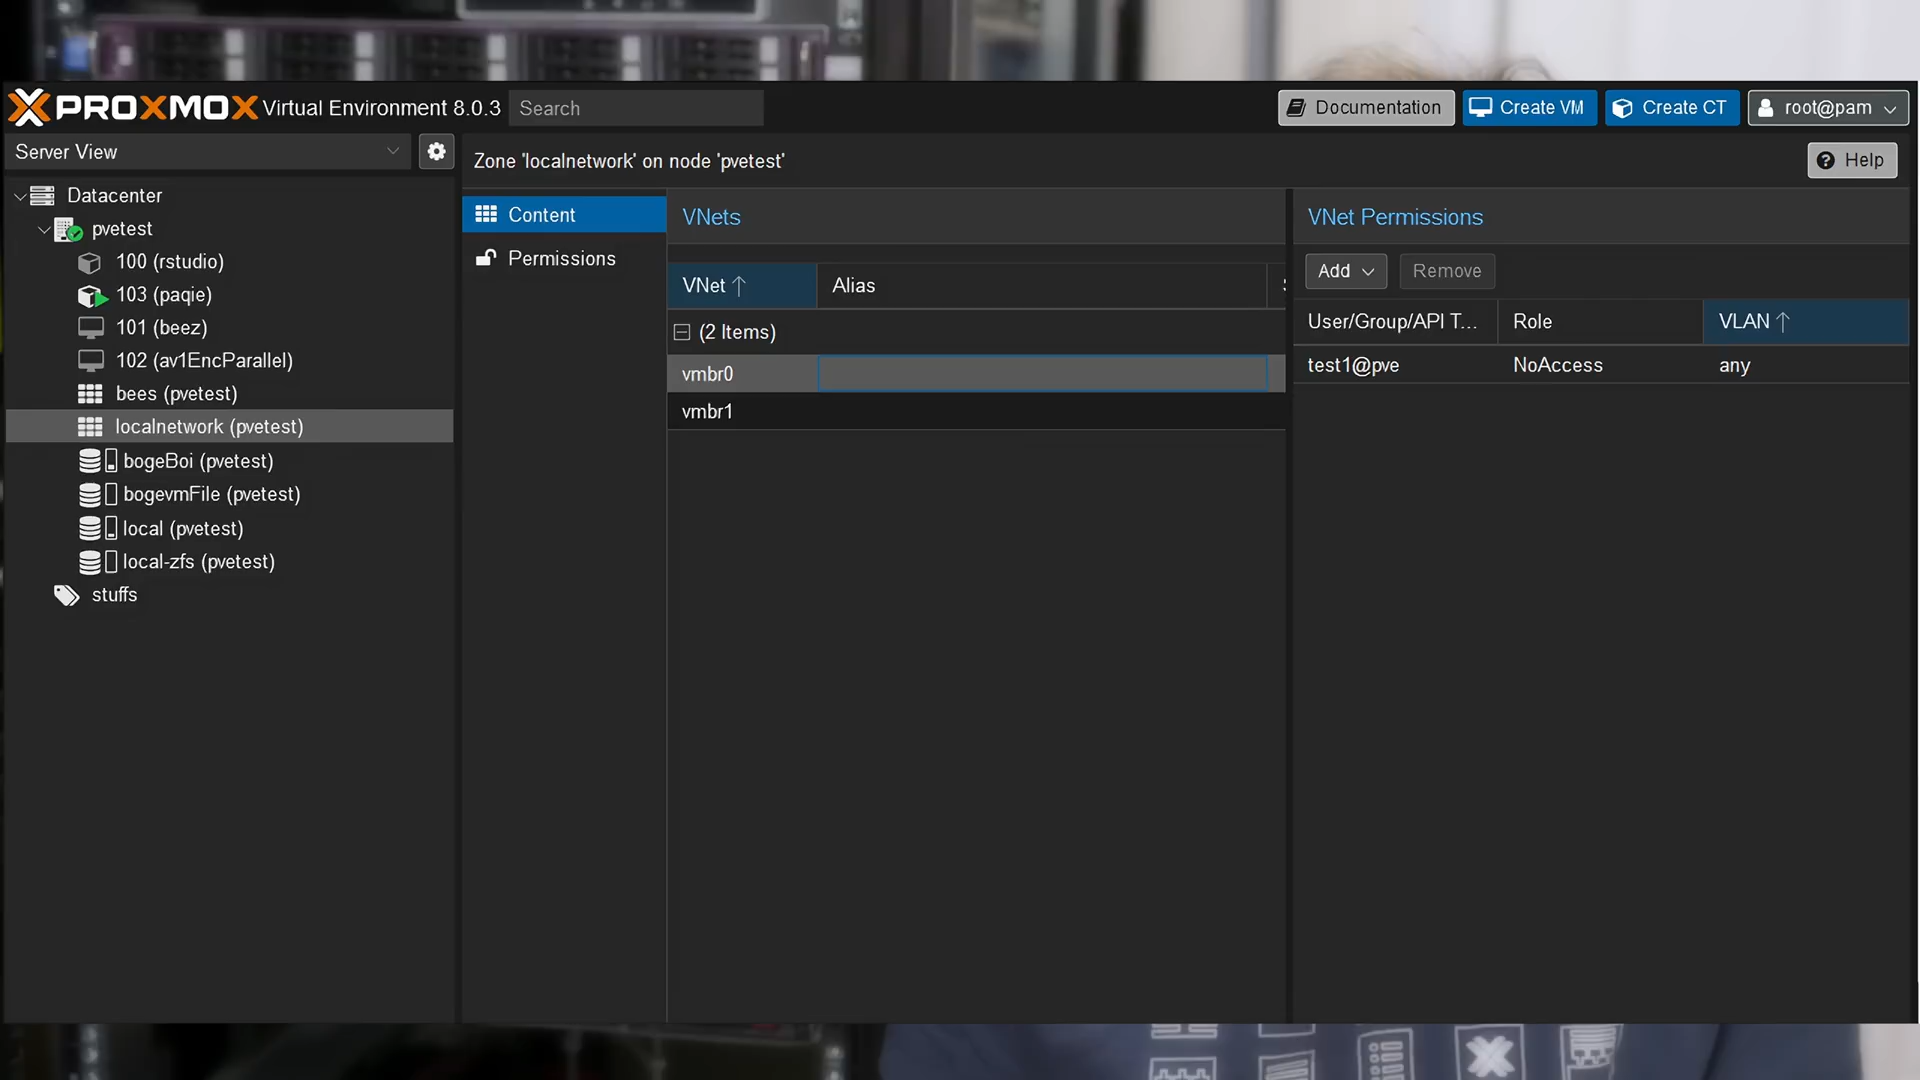 PROXMOX Virtual Environment 8.0.3
Search
Documentation
Create VM
Create CT
root@pam
Server View
Zone 'localnetwork' on node 'pvetest'
Help
Datacenter
pvetest
100 (rstudio)
103 (paqie)
101 (beez)
102 (av1EncParallel)
bees (pvetest)
localnetwork (pvetest)
bogeBoi (pvetest)
bogevmFile (pvetest)
local (pvetest)
local-zfs (pvetest)
stuffs
Content
Permissions
VNets
VNet
Alias
(2 Items)
vmbr0
vmbr1
VNet Permissions
Add
Remove
User/Group/API T...
Role
VLAN
test1@pve
NoAccess
any